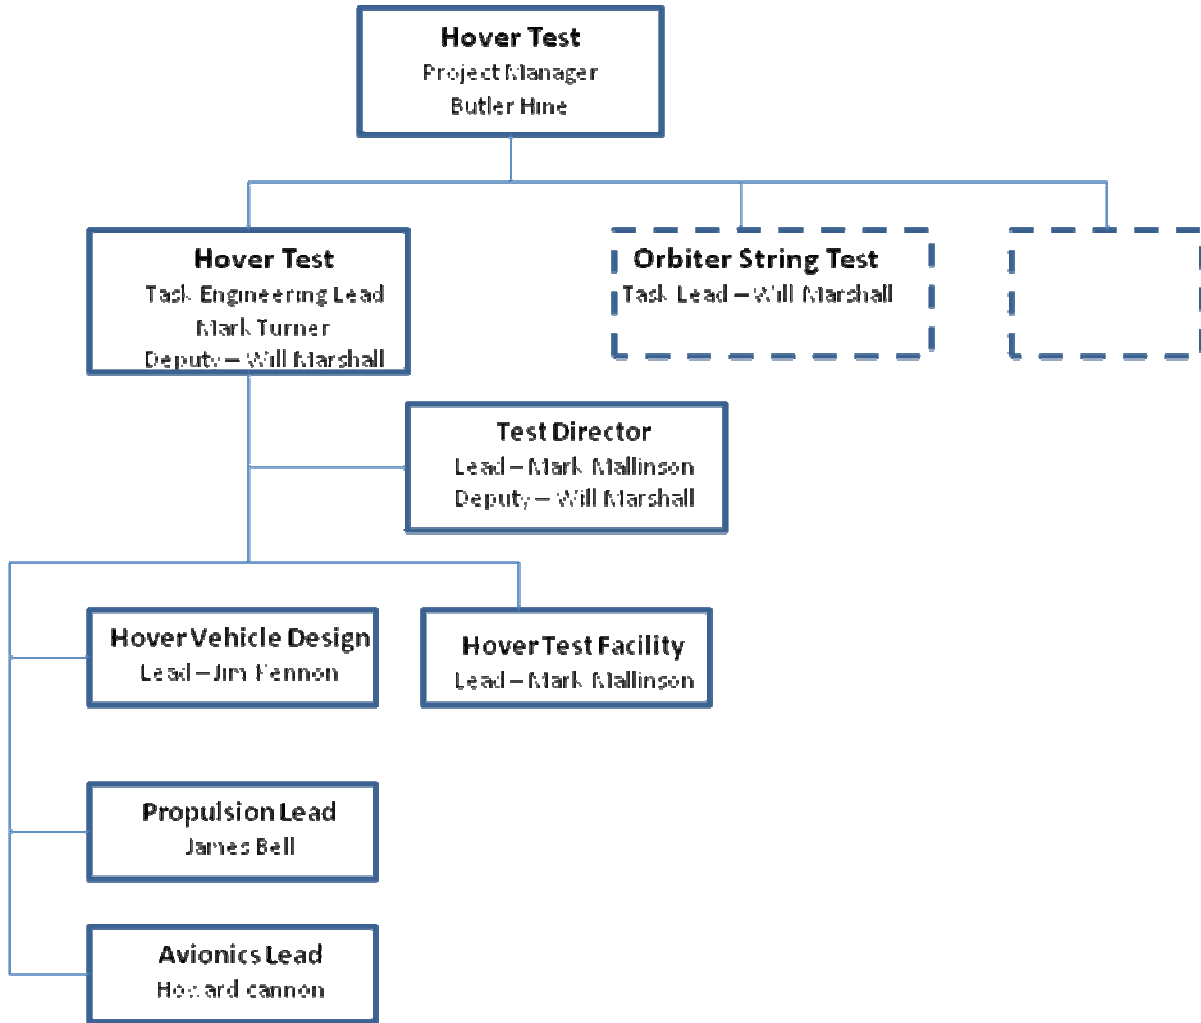 Hover Test
Project Manager
Butler Hine
Hover Test
Task Engineering Lead
Mark Turner
Deputy – Will Marshall
Orbiter String Test
Task Lead – Will Marshall
Test Director
Lead – Mark Mallinson
Deputy – Will Marshall
Hover Vehicle Design
Lead – Jim
Hover Test Facility
Lead – Mark Mallinson
Propulsion Lead
James Bell
Avionics Lead
Howard cannon